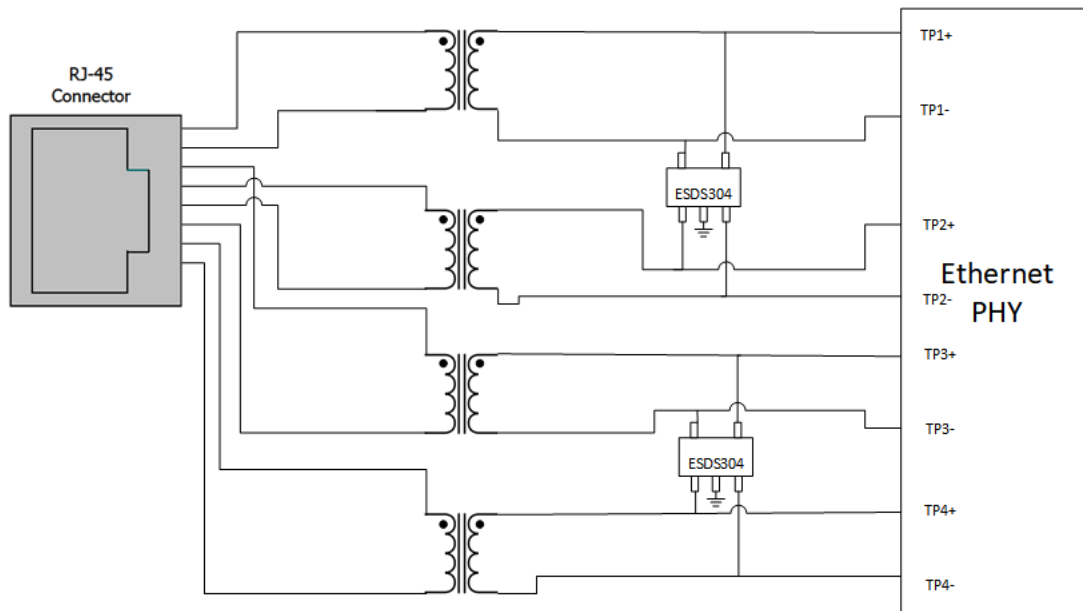 RJ-45
Connector
TP1+
TP1-
ESDS304
TP2+
Ethernet
PHY
TP2-
TP3+
TP3-
ESDS304
TP4+
TP4-